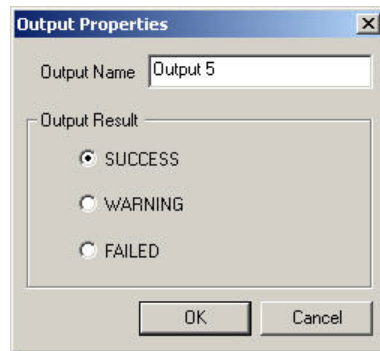 Output Properties
Output Name
Output 5
Output Result
SUCCESS
WARNING
FAILED
OK
Cancel